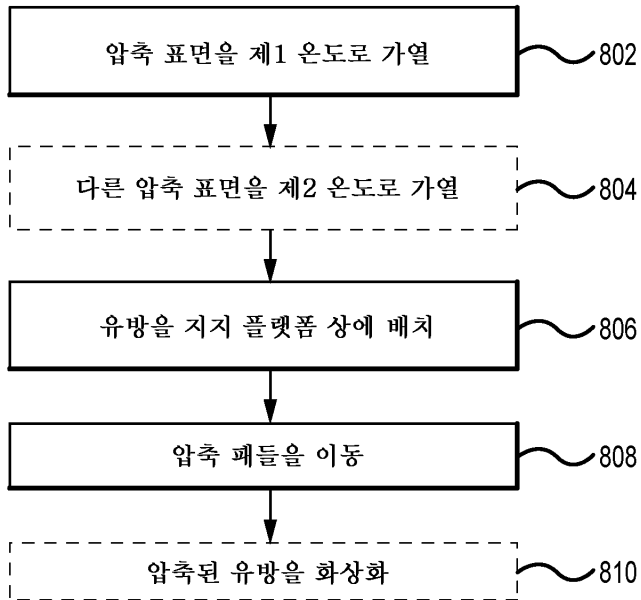 압축 표면을 제1 온도로 가열 802
다른 압축 표면을 제2 온도로 가열 804
유방을 지지 플랫폼 상에 배치 806
압축 패들을 이동 808
압축된 유방을 화상화 810